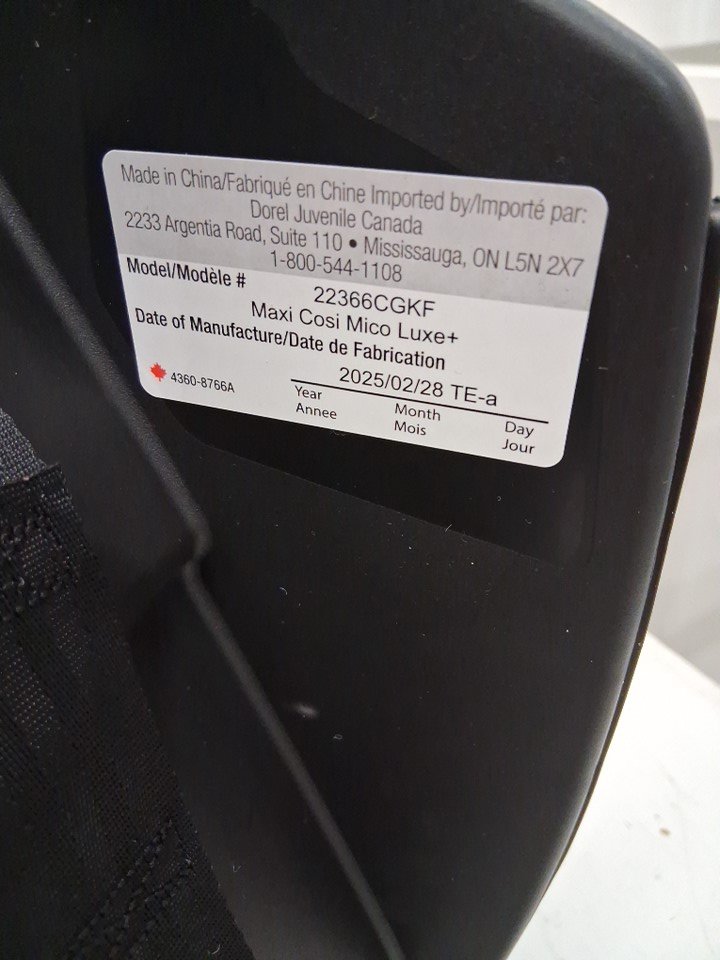 Made in China/Fabriqué en Chine Imported by/Importé par:
Dorel Juvenile Canada
2233 Argentia Road, Suite 110 • Mississauga, ON L5N 2X7
1-800-544-1108
Model/Modèle #
22366CGKF
Maxi Cosi Mico Luxe+
Date of Manufacture/Date de Fabrication
2025/02/28 TE-a
4360-8766A
Year Month Day
Annee Mois Jour